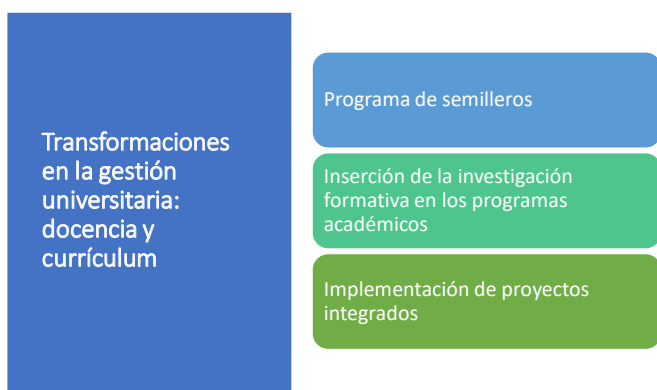 Transformaciones
en la gestión
universitaria:
docencia y
currículum
Programa de semilleros
Inserción de la investigación
formativa en los programas
académicos
Implementación de proyectos
integrados